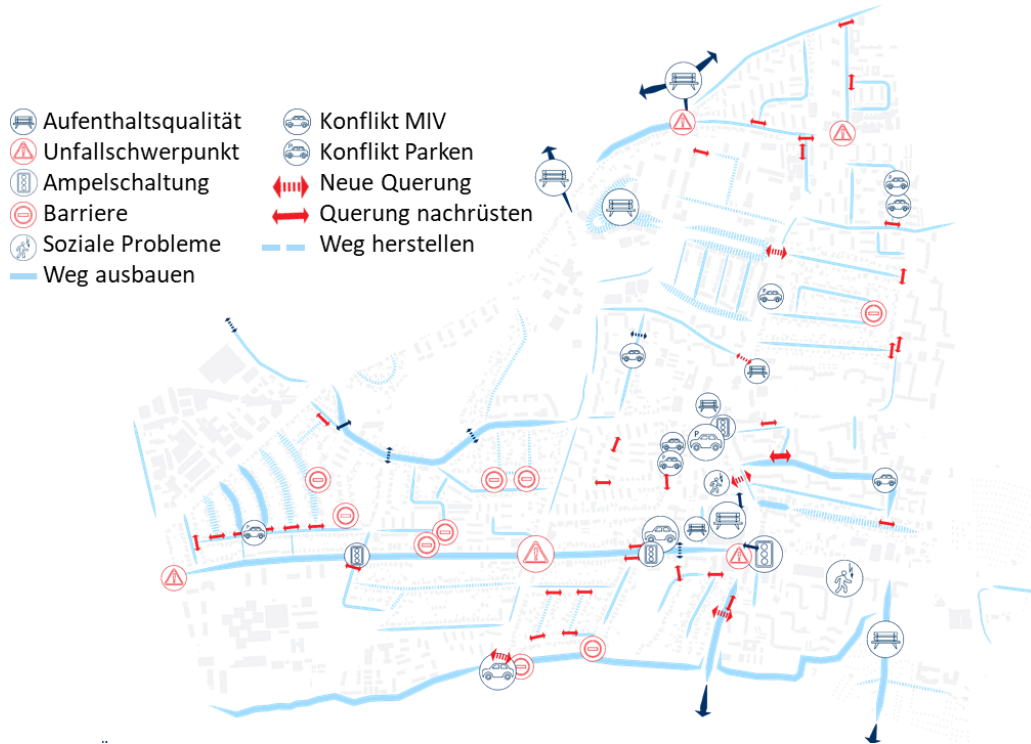 Aufenthaltsqualität
Unfallschwerpunkt
Ampelschaltung
Barriere
Soziale Probleme
Weg ausbauen
Konflikt MIV
Konflikt Parken
Neue Querung
Querung nachrüsten
Weg herstellen
P